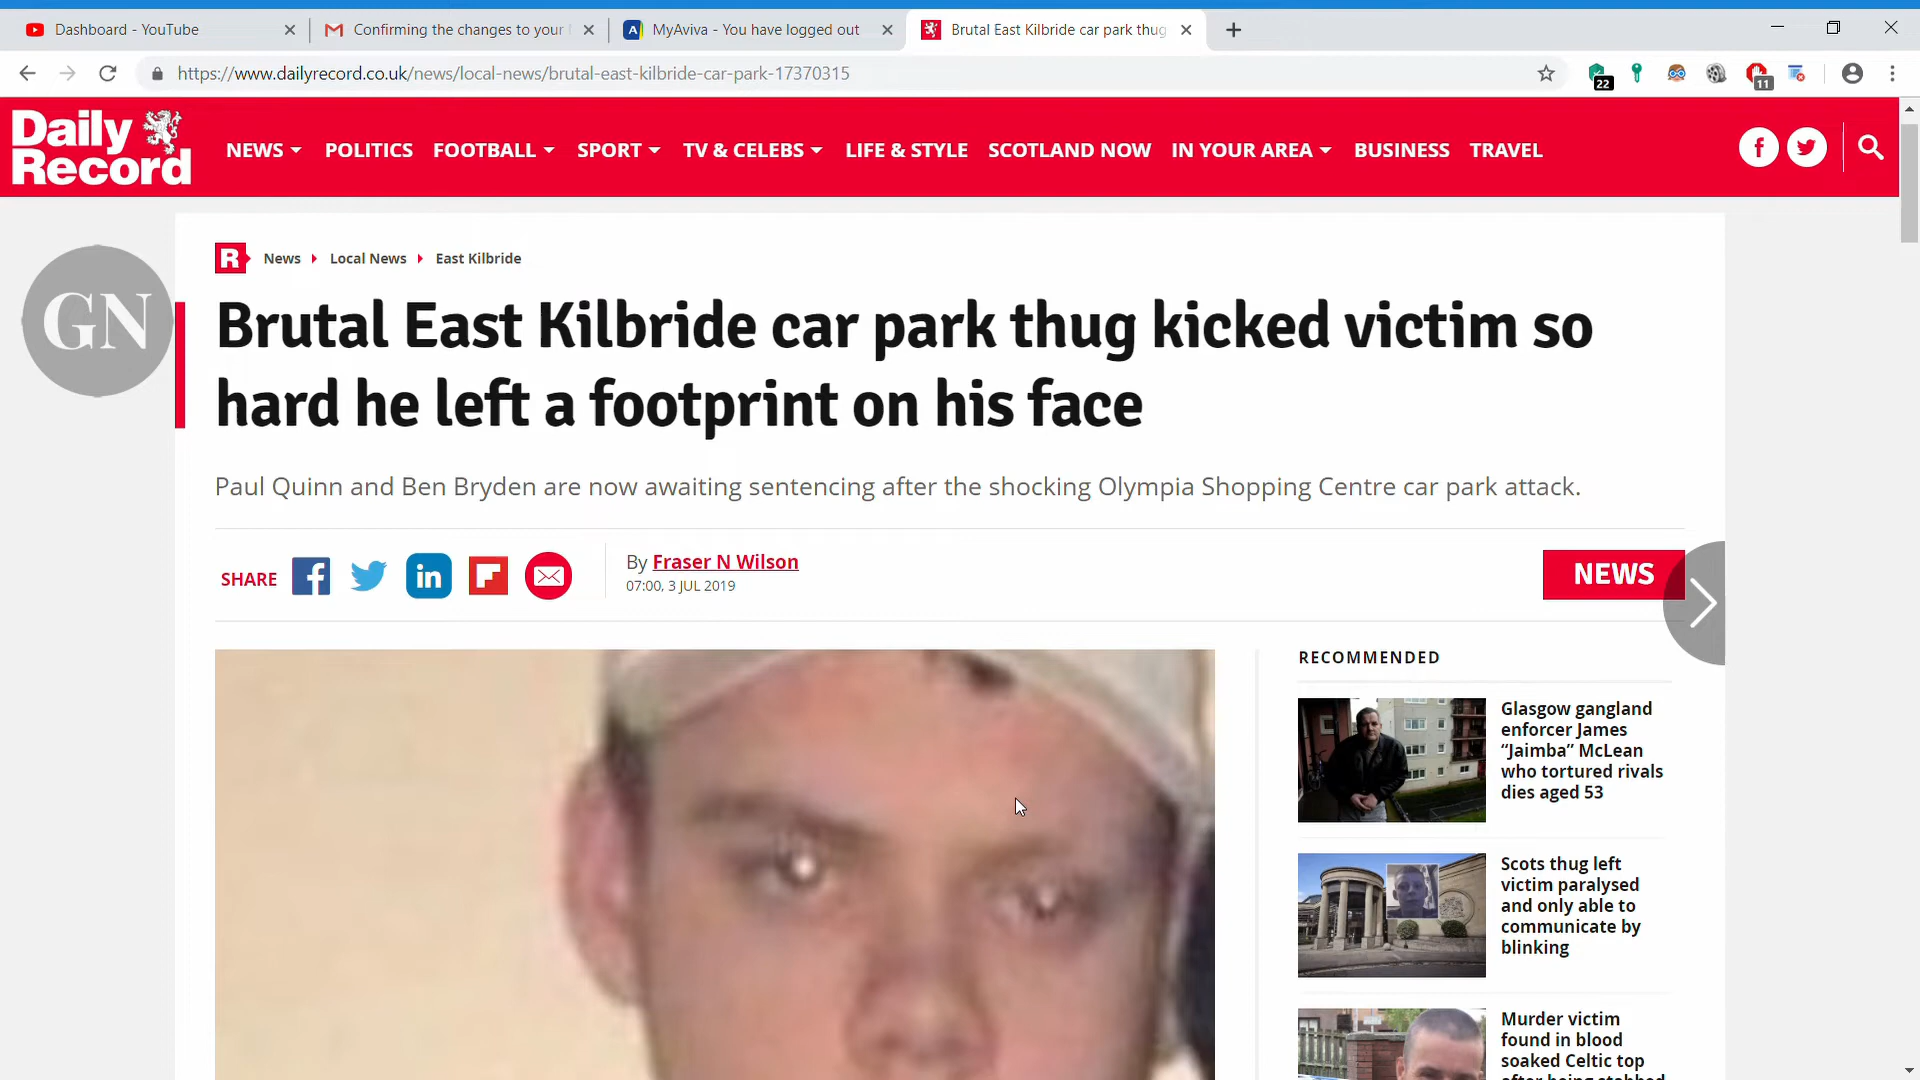 Dashboard - YouTube
Confirming the changes to your
MyAviva - You have logged out
Brutal East Kilbride car park thug
https://www.dailyrecord.co.uk/news/local-news/brutal-east-kilbride-car-park-17370315
22
11
Daily
Record
NEWS
POLITICS
FOOTBALL
SPORT
TV & CELEBS
LIFE & STYLE
SCOTLAND NOW
IN YOUR AREA
BUSINESS
TRAVEL
GN
R
News
Local News
East Kilbride
Brutal East Kilbride car park thug kicked victim so
hard he left a footprint on his face
Paul Quinn and Ben Bryden are now awaiting sentencing after the shocking Olympia Shopping Centre car park attack.
SHARE
By Fraser N Wilson
07:00, 3 JUL 2019
NEWS
RECOMMENDED
Glasgow gangland
enforcer James
“Jaimba” McLean
who tortured rivals
dies aged 53
Scots thug left
victim paralysed
and only able to
communicate by
blinking
Murder victim
found in blood
soaked Celtic top
after being stabbed